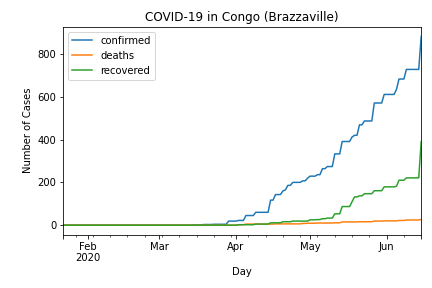 COVID-19 in Congo (Brazzaville)
confirmed
deaths
recovered
Number of Cases
800
600
400
200
0
Feb Mar Apr May Jun
2020
Day